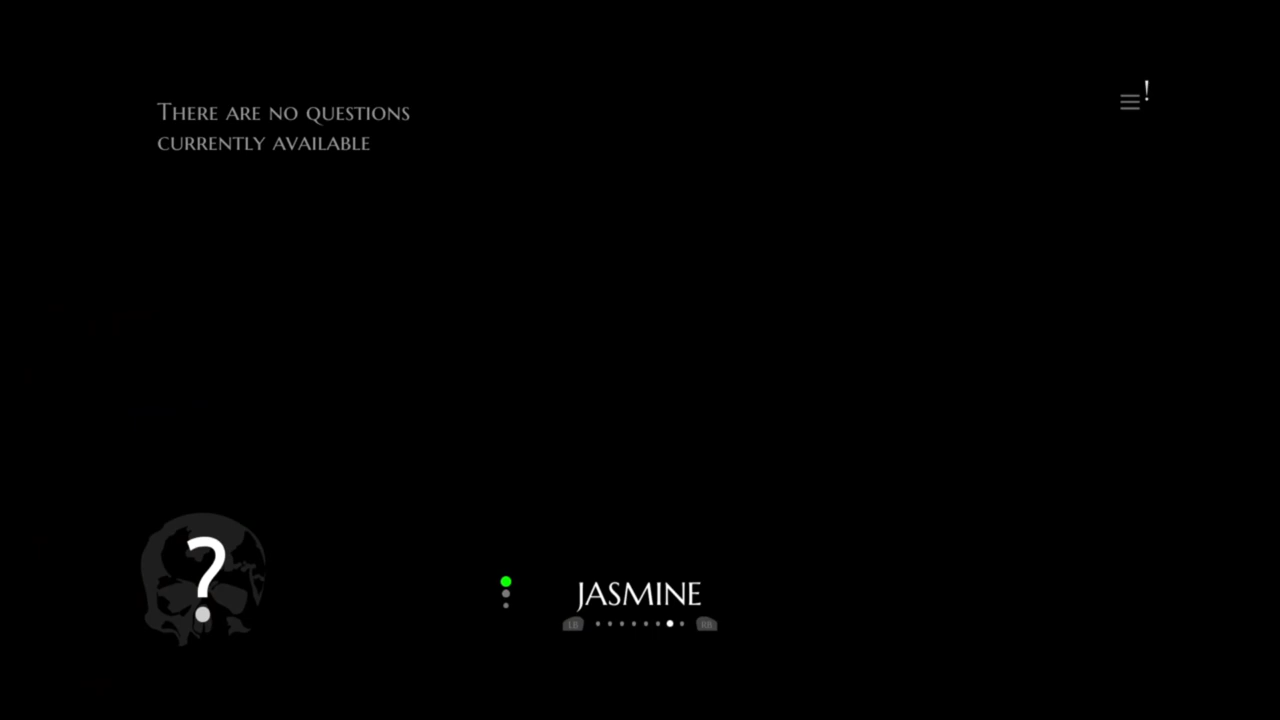 There are no questions
currently available
!
?
JASMINE
LB RB